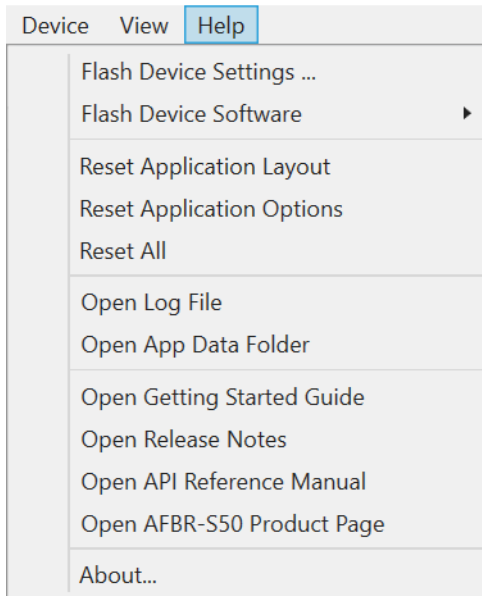 Device View Help
Flash Device Settings ...
Flash Device Software
Reset Application Layout
Reset Application Options
Reset All
Open Log File
Open App Data Folder
Open Getting Started Guide
Open Release Notes
Open API Reference Manual
Open AFBR-S50 Product Page
About...